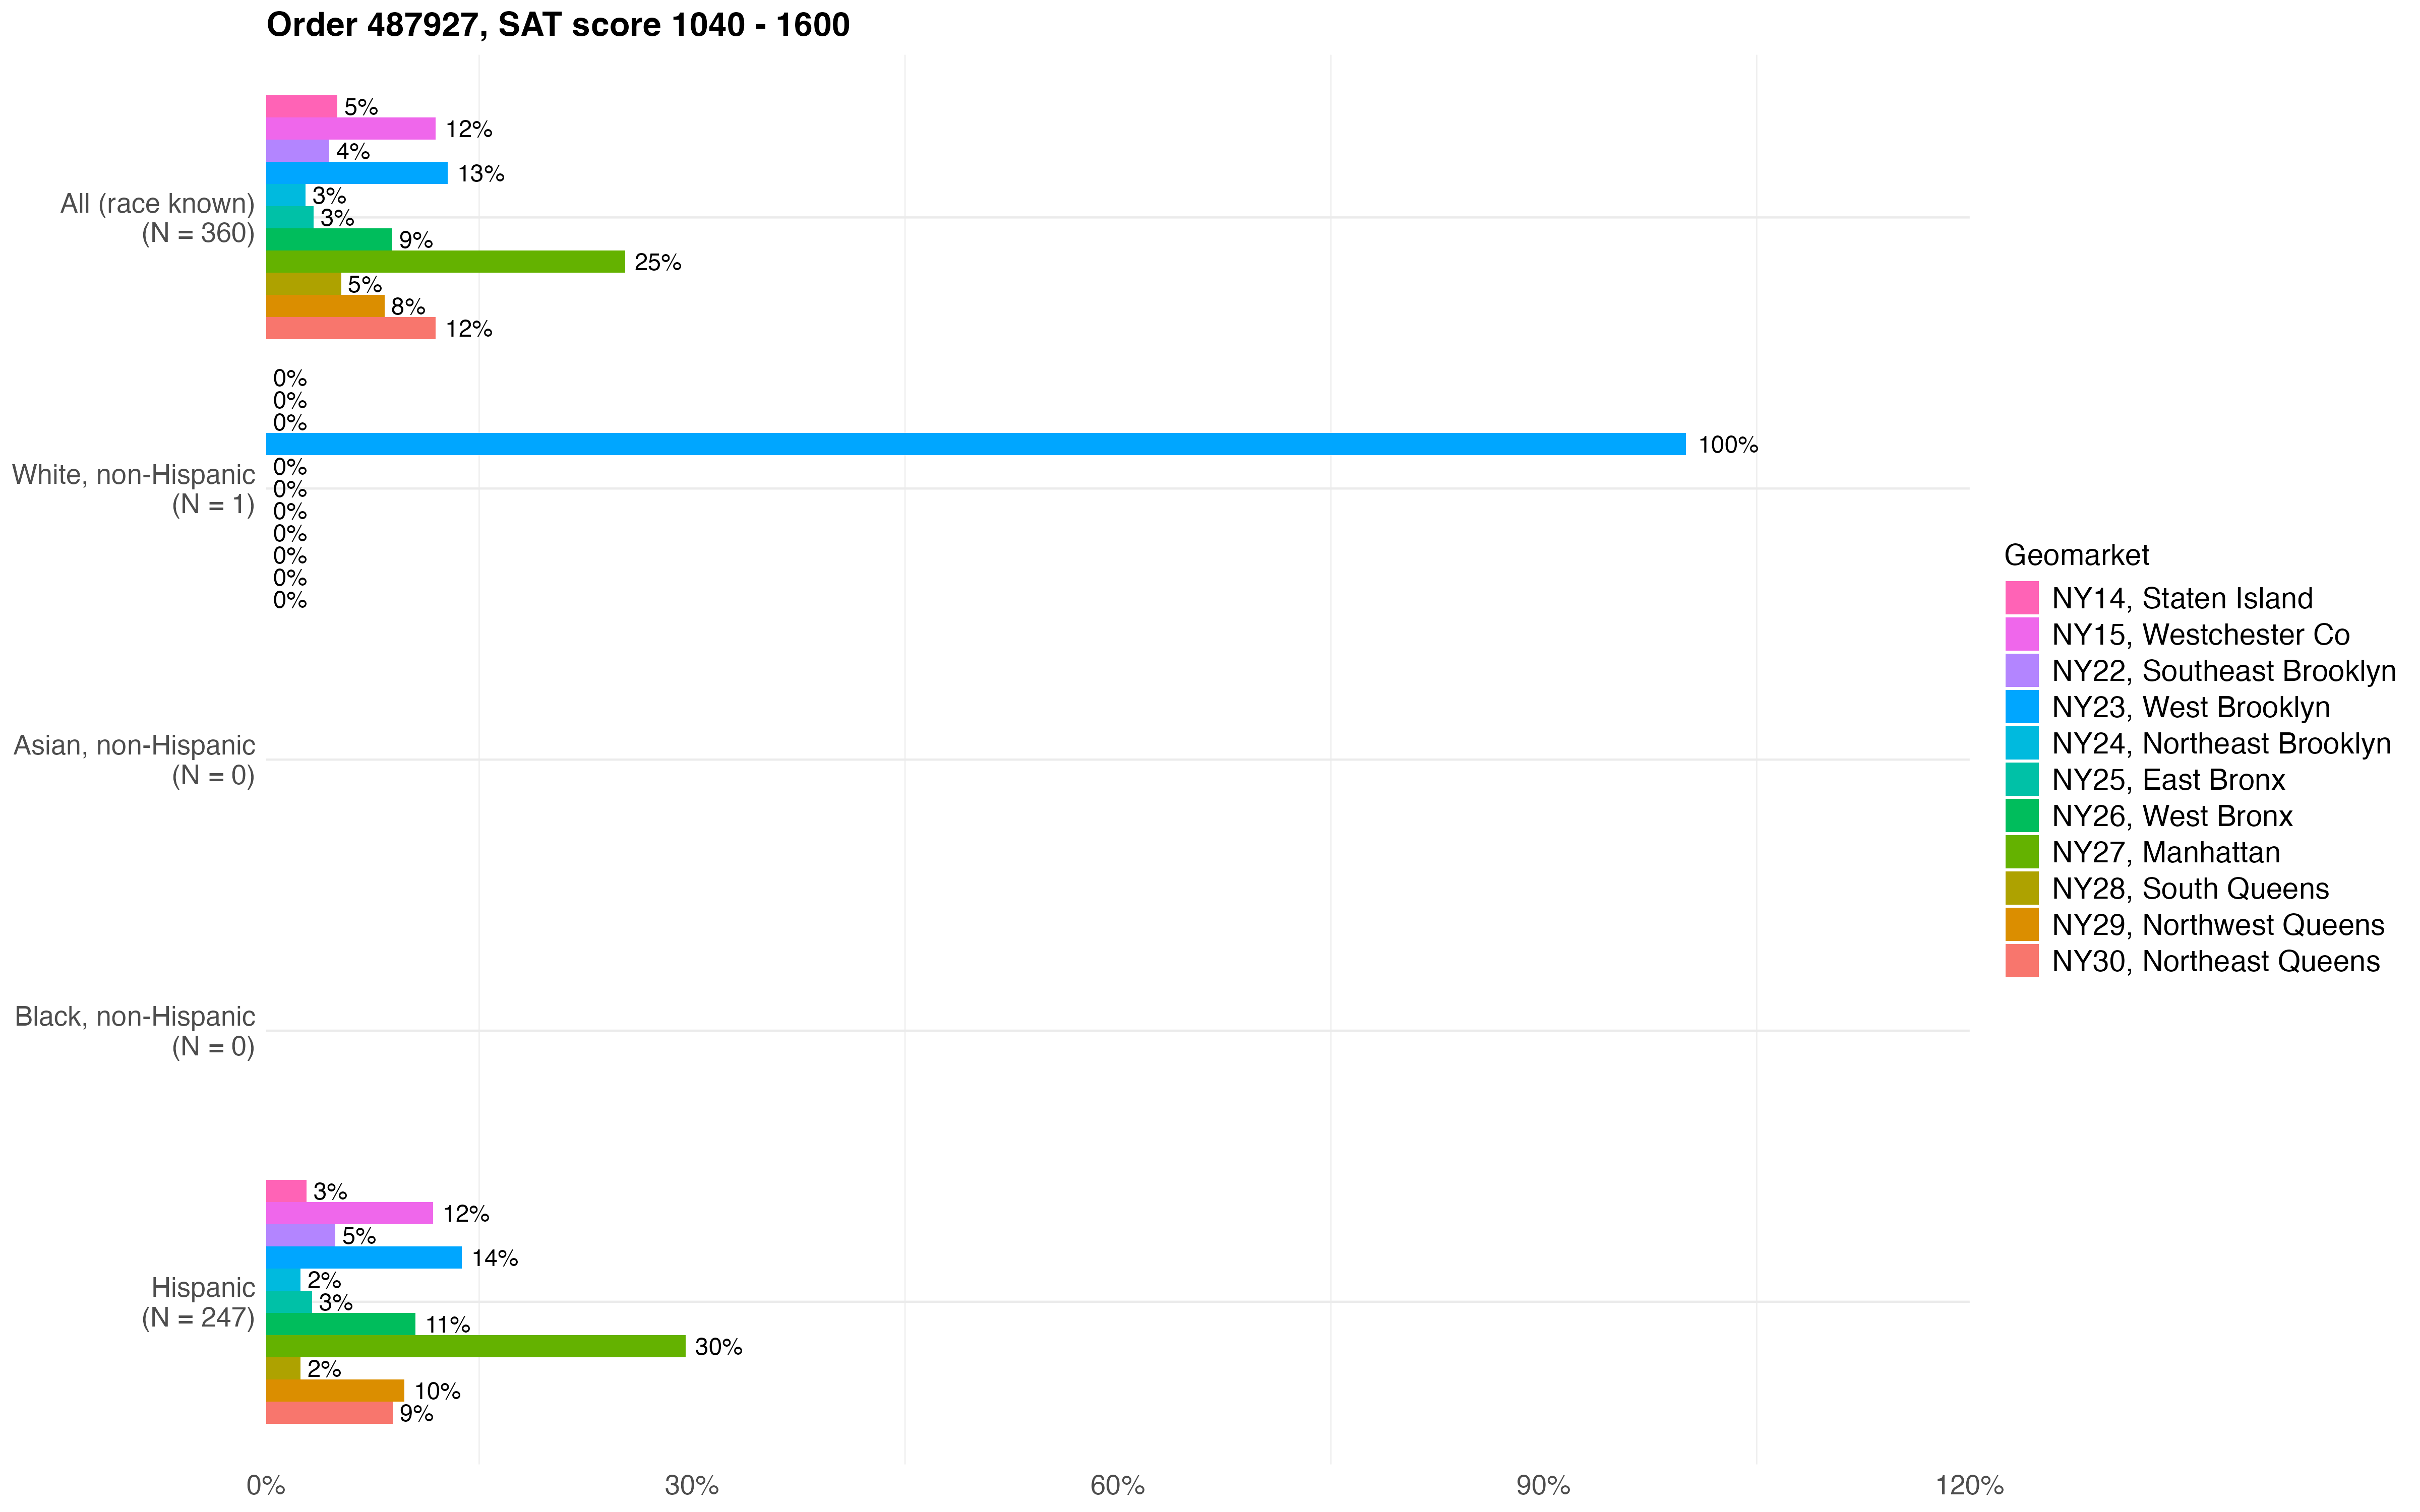 Order 487927, SAT score 1040 - 1600
All (race known)
(N = 360)
5%
12%
4%
13%
3%
3%
9%
25%
5%
8%
12%
White, non-Hispanic
(N = 1)
0%
0%
0%
100%
0%
0%
0%
0%
0%
0%
0%
Asian, non-Hispanic
(N = 0)
Black, non-Hispanic
(N = 0)
Hispanic
(N = 247)
3%
12%
5%
14%
2%
3%
11%
30%
2%
10%
9%
0%
30%
60%
90%
120%
Geomarket
NY14, Staten Island
NY15, Westchester Co
NY22, Southeast Brooklyn
NY23, West Brooklyn
NY24, Northeast Brooklyn
NY25, East Bronx
NY26, West Bronx
NY27, Manhattan
NY28, South Queens
NY29, Northwest Queens
NY30, Northeast Queens